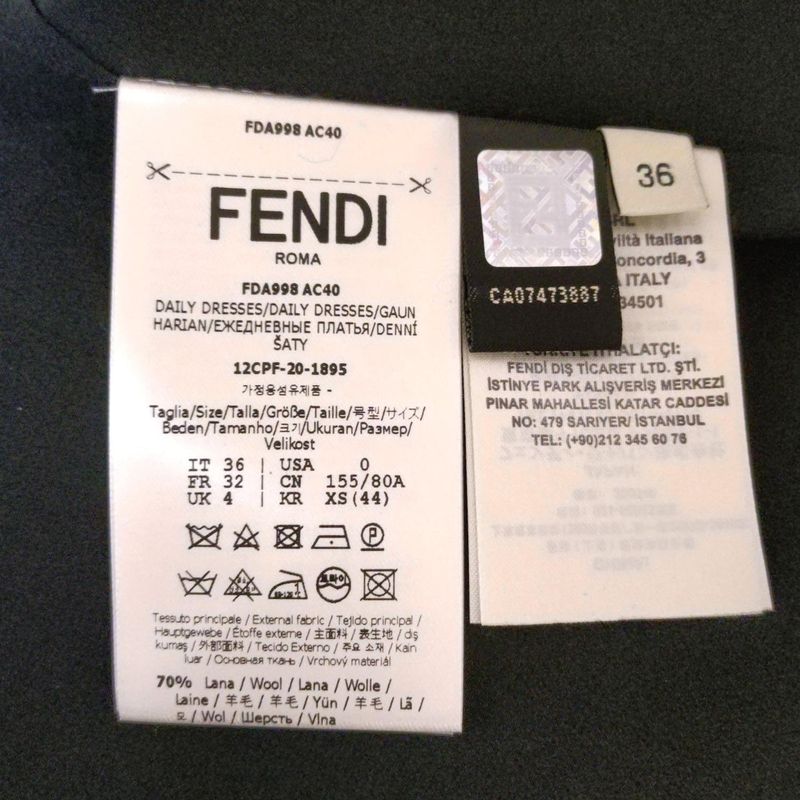 FDA998 AC40
FENDI
ROMA
FDA998 AC40
DAILY DRESSES/DAILY DRESSES/GAUN
HARIAN/ЕЖЕДНЕВНЫЕ ПЛАТЬЯ/DENNÍ
ŠATY
12CPF-20-1895
가정용섬유제품 -
Taglia/Size/Talla/Größe/Taille/号型/サイズ/
Beden/Tamanho/크기/Ukuran/Размер/
Velikost
IT 36 | USA 0
FR 32 | CN 155/80A
UK 4 | KR XS(44)
드라이
Tessuto principale / External fabric / Tejido principal /
Hauptgewebe / Étoffe externe / 主面料 / 表生地 / dış
kumaş / 外部面料 / Tecido Externo / 주요 소재 / Kain
luar / Основная ткань / Vrchový materiál
70% Lana / Wool / Lana / Wolle /
Laine / 羊毛 / 羊毛 / Yün / 羊毛 / Lã /
모 / Wol / Шерсть / Vlna
CA07473887
36
iltà Italiana
oncordia, 3
ITALY
34501
FENDİ DIŞ TİCARET LTD. ŞTİ.
İSTİNYE PARK ALIŞVERİŞ MERKEZİ
PINAR MAHALLESİ KATAR CADDESİ
NO: 479 SARIYER/ İSTANBUL
TEL: (+90)212 345 60 76